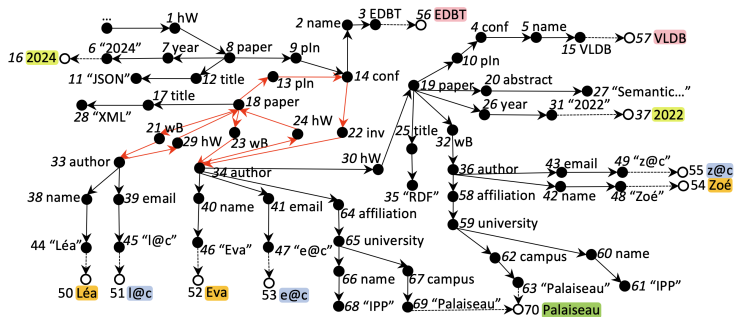 ...
1 hW
2 name
3 EDBT
56 EDBT
4 conf
5 name
15 VLDB
57 VLDB
16 2024
6 “2024”
7 year
8 paper
9 pIn
10 pIn
11 “JSON”
12 title
13 pIn
14 conf
19 paper
20 abstract
27 “Semantic...”
17 title
18 paper
28 “XML”
26 year
31 “2022”
37 2022
21 wB
29 hW
23 wB
24 hW
22 inv
25 title
32 wB
33 author
34 author
30 hW
35 “RDF”
36 author
43 email
49 “z@c”
55 z@c
42 name
48 “Zoé”
54 Zoé
38 name
39 email
40 name
41 email
64 affiliation
58 affiliation
59 university
44 “Léa”
45 “l@c”
46 “Eva”
47 “e@c”
65 university
62 campus
60 name
66 name
67 campus
63 “Palaiseau”
61 “IPP”
50 Léa
51 l@c
52 Eva
53 e@c
68 “IPP”
69 “Palaiseau”
70 Palaiseau